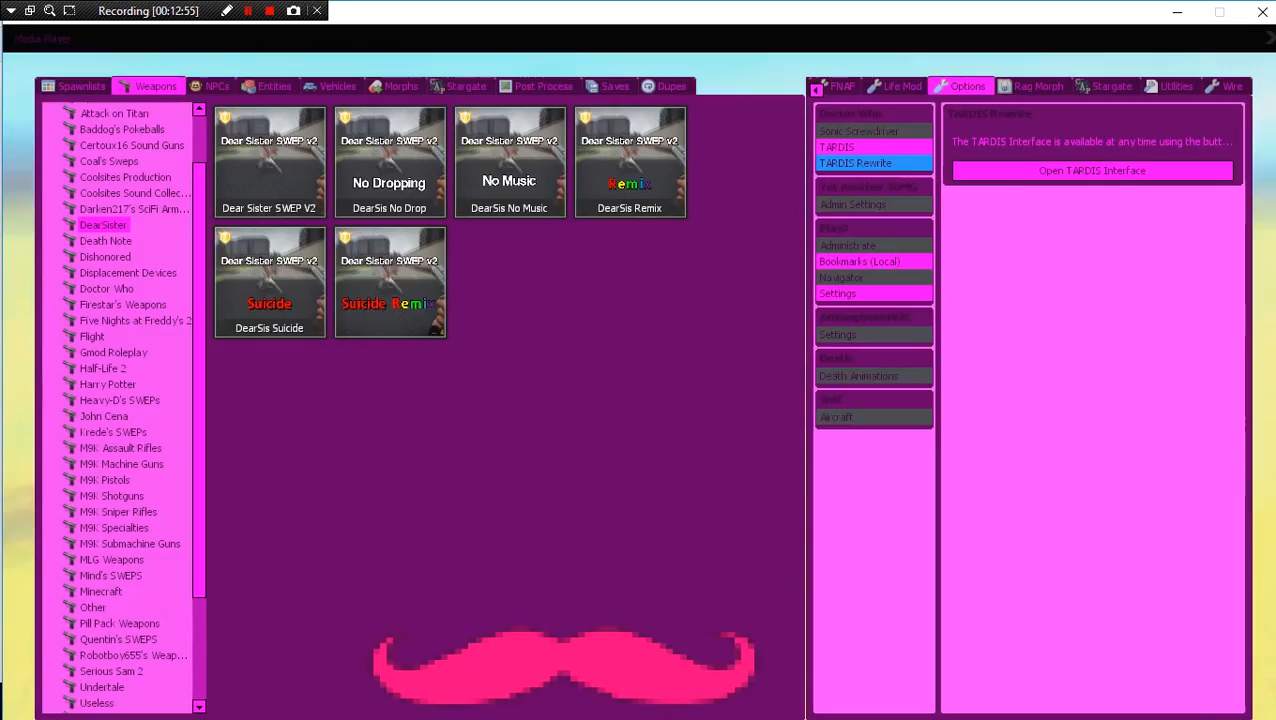 Recording [00:12:55]
Media Player
Spawnlists
Weapons
NPCs
Entities
Vehicles
Morphs
Stargate
Post Process
Saves
Dupes
Attack on Titan
Baddog's Pokeballs
Certoux16 Sound Guns
Coal's Sweps
Coolsites Production
Coolsites Sound Collec...
Darken217's SciFi Arm...
DearSister
Death Note
Dishonored
Displacement Devices
Doctor Who
Firestar's Weapons
Five Nights at Freddy's 2
Flight
Gmod Roleplay
Half-Life 2
Harry Potter
Heavy-D's SWEPs
John Cena
Krede's SWEPs
M9K Assault Rifles
M9K Machine Guns
M9K Pistols
M9K Shotguns
M9K Sniper Rifles
M9K Specialties
M9K Submachine Guns
MLG Weapons
Mind's SWEPS
Minecraft
Other
Pill Pack Weapons
Quentin's SWEPS
Robotboy655's Weap...
Serious Sam 2
Undertale
Useless
Dear Sister SWEP v2
Dear Sister SWEP V2
Dear Sister SWEP v2
No Dropping
DearSis No Drop
Dear Sister SWEP v2
No Music
DearSis No Music
Dear Sister SWEP v2
Remix
DearSis Remix
Dear Sister SWEP v2
Suicide
DearSis Suicide
Dear Sister SWEP v2
Suicide Remix
FNAF
Life Mod
Options
Rag Morph
Stargate
Utilities
Wire
Doctor Who
Sonic Screwdriver
TARDIS
TARDIS Rewrite
Admin Settings
PlayX
Administrate
Bookmarks (Local)
Navigator
Settings
Settings
Death
Death Animations
Aircraft
TARDIS Rewrite
The TARDIS Interface is available at any time using the butt...
Open TARDIS Interface